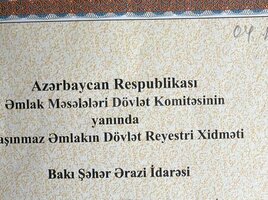 04.
Azərbaycan Respublikası
Əmlak Məsələləri Dövlət Komitəsinin
yanında
aşınmaz Əmlakın Dövlət Reyestri Xidməti
Bakı Şəhər Ərazi İdarəsi